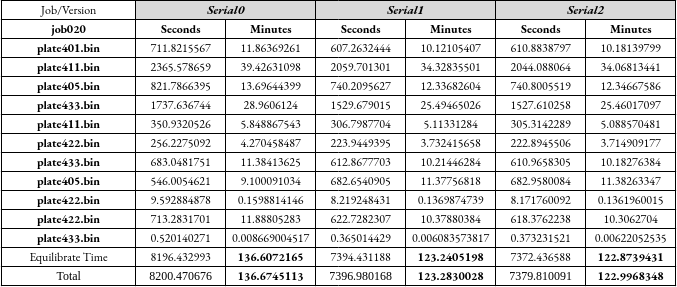 Job/Version Serial0 Serial1 Serial2
job020 Seconds Minutes Seconds Minutes Seconds Minutes
plate401.bin 711.8215567 11.86369261 607.2632444 10.12105407 610.8838797 10.18139799
plate411.bin 2365.578659 39.42631098 2059.701301 34.32835501 2044.088064 34.06813441
plate405.bin 821.7866395 13.69644399 740.2095627 12.33682604 740.8005519 12.34667586
plate433.bin 1737.636744 28.9606124 1529.679015 25.49465026 1527.610258 25.46017097
plate411.bin 350.9320526 5.848867543 306.7987704 5.11331284 305.3142289 5.088570481
plate422.bin 256.2275092 4.270458487 223.9449395 3.732415658 222.8945506 3.714909177
plate433.bin 683.0481751 11.38413625 612.8677703 10.21446284 610.9658305 10.18276384
plate405.bin 546.0054621 9.100091034 682.6540905 11.37756818 682.9580084 11.38263347
plate422.bin 9.592884878 0.1598814146 8.219248431 0.1369874739 8.171760092 0.1361960015
plate422.bin 713.2831701 11.88805283 622.7282307 10.37880384 618.3762238 10.3062704
plate433.bin 0.520140271 0.008669004517 0.365014429 0.006083573817 0.373231521 0.00622052535
Equilibrate Time 8196.432993 136.6072165 7394.431188 123.2405198 7372.436588 122.8739431
Total 8200.470676 136.6745113 7396.980168 123.2830028 7379.810091 122.9968348